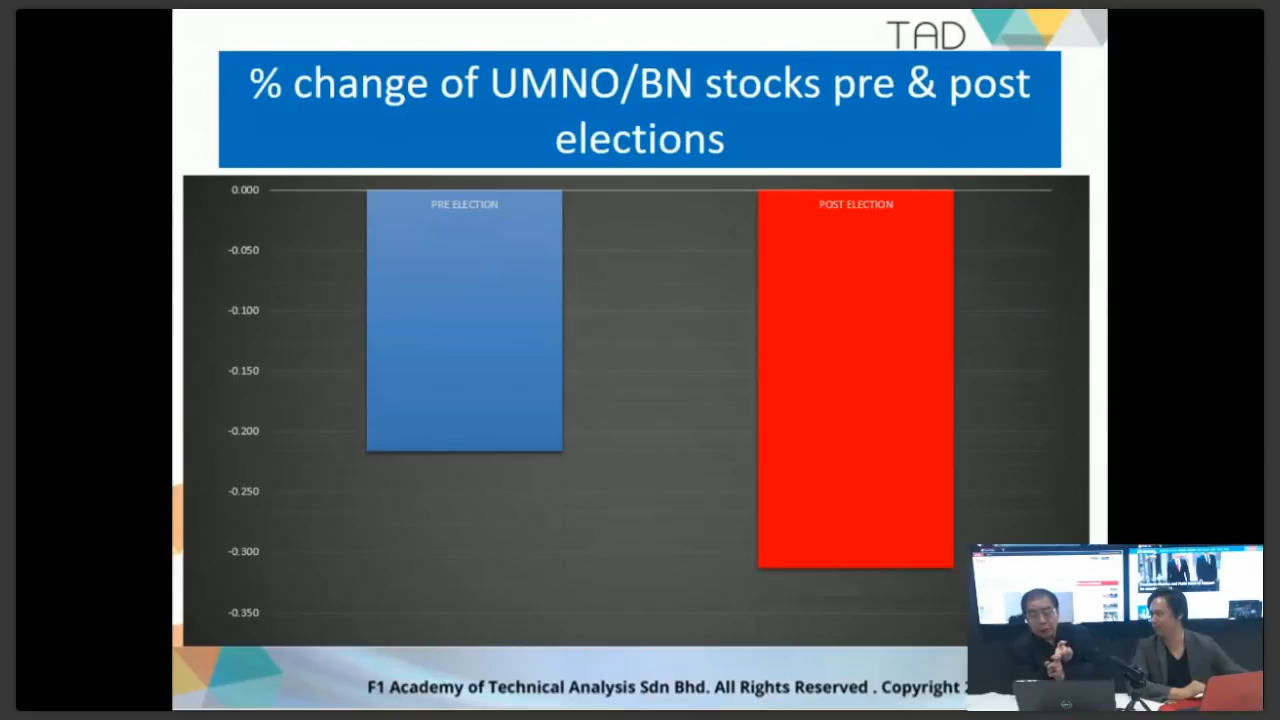 TAD
% change of UMNO/BN stocks pre & post
elections
0.000
PRE ELECTION
POST ELECTION
-0.050
-0.100
-0.150
-0.200
-0.250
-0.300
-0.350
F1 Academy of Technical Analysis Sdn Bhd. All Rights Reserved . Copyright